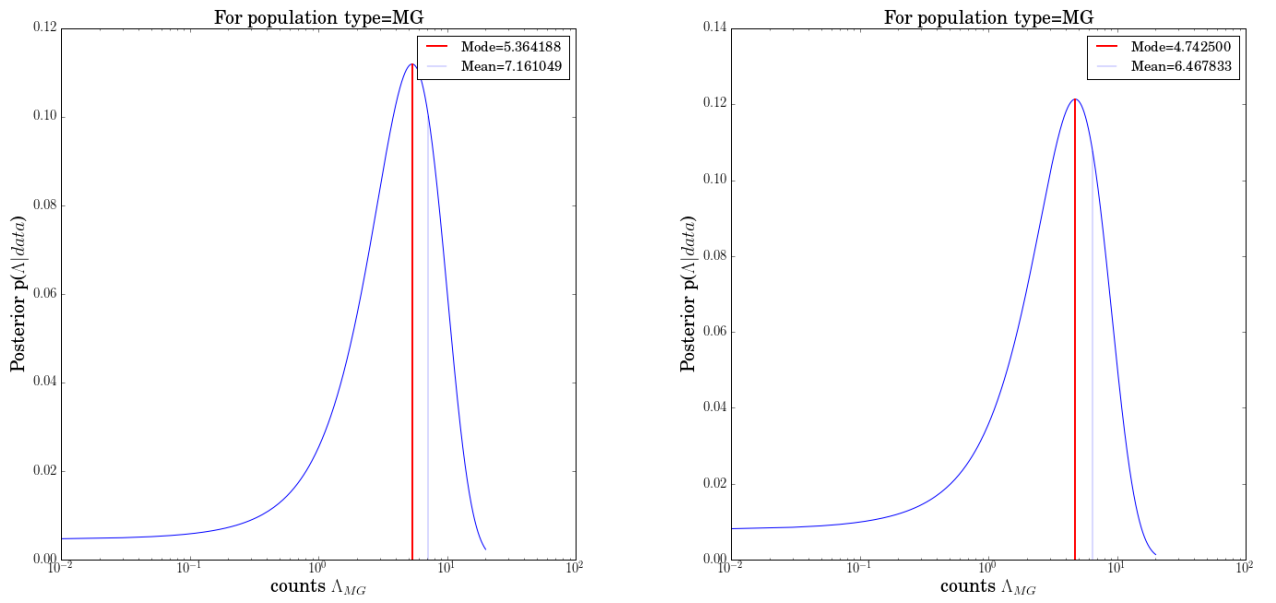 For population type=MG
Mode=5.364188
Mean=7.161049
0.12
0.10
0.08
0.06
0.04
0.02
0.00
Posterior p(Λ|data)
10⁻²
10⁻¹
10⁰
10¹
10²
counts Λ_MG
For population type=MG
Mode=4.742500
Mean=6.467833
0.14
0.12
0.10
0.08
0.06
0.04
0.02
0.00
Posterior p(Λ|data)
10⁻²
10⁻¹
10⁰
10¹
10²
counts Λ_MG